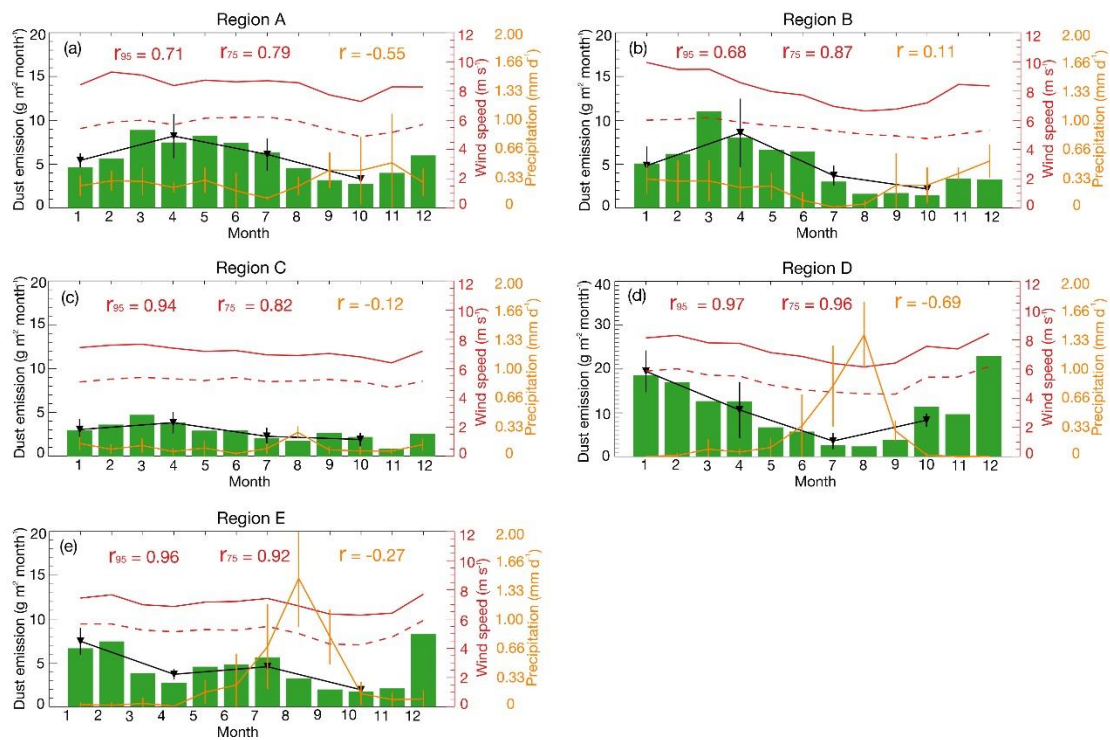 Region A
(a)
r95 = 0.71 r75 = 0.79 r = -0.55
Dust emission (g m² month⁻¹)
20
15
10
5
0
1 2 3 4 5 6 7 8 9 10 11 12
Month
12
10
8
6
4
2
0
Wind speed (m s⁻¹)
2.00
1.66
1.33
1.00
0.66
0.33
0.00
Precipitation (mm d⁻¹)
Region B
(b)
r95 = 0.68 r75 = 0.87 r = 0.11
Dust emission (g m² month⁻¹)
20
15
10
5
0
1 2 3 4 5 6 7 8 9 10 11 12
Month
12
10
8
6
4
2
0
Wind speed (m s⁻¹)
2.00
1.66
1.33
1.00
0.66
0.33
0.00
Precipitation (mm d⁻¹)
Region C
(c)
r95 = 0.94 r75 = 0.82 r = -0.12
Dust emission (g m² month⁻¹)
20
15
10
5
0
1 2 3 4 5 6 7 8 9 10 11 12
Month
12
10
8
6
4
2
0
Wind speed (m s⁻¹)
2.00
1.66
1.33
1.00
0.66
0.33
0.00
Precipitation (mm d⁻¹)
Region D
(d)
r95 = 0.97 r75 = 0.96 r = -0.69
Dust emission (g m² month⁻¹)
40
30
20
10
0
1 2 3 4 5 6 7 8 9 10 11 12
Month
12
10
8
6
4
2
0
Wind speed (m s⁻¹)
2.00
1.66
1.33
1.00
0.66
0.33
0.00
Precipitation (mm d⁻¹)
Region E
(e)
r95 = 0.96 r75 = 0.92 r = -0.27
Dust emission (g m² month⁻¹)
20
15
10
5
0
1 2 3 4 5 6 7 8 9 10 11 12
Month
12
10
8
6
4
2
0
Wind speed (m s⁻¹)
2.00
1.66
1.33
1.00
0.66
0.33
0.00
Precipitation (mm d⁻¹)